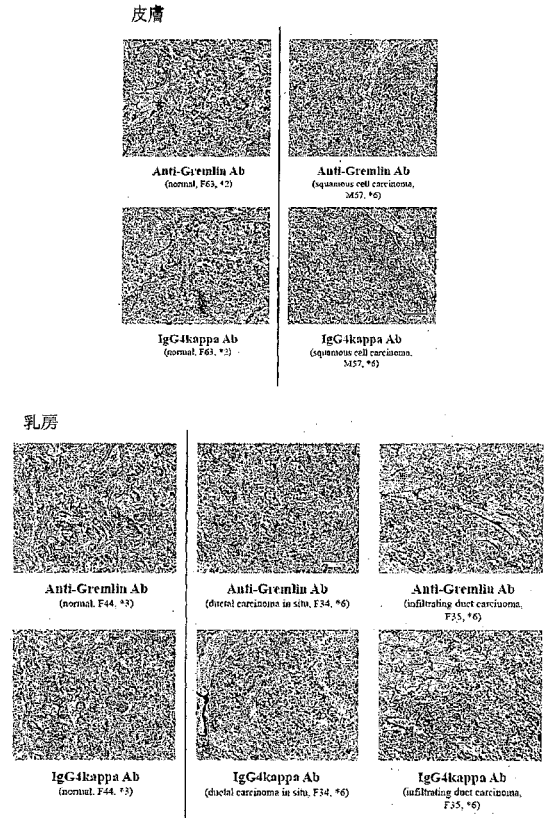 皮膚
Anti-Gremlin Ab
(normal, F63, *2)
Anti-Gremlin Ab
(squamous cell carcinoma,
M57, *6)
IgG4kappa Ab
(normal, F63, *2)
IgG4kappa Ab
(squamous cell carcinoma,
M57, *6)
乳房
Anti-Gremlin Ab
(normal, F44, *3)
Anti-Gremlin Ab
(ductal carcinoma in situ, F34, *6)
Anti-Gremlin Ab
(infiltrating duct carcinoma,
F35, *6)
IgG4kappa Ab
(normal, F44, *3)
IgG4kappa Ab
(ductal carcinoma in situ, F34, *6)
IgG4kappa Ab
(infiltrating duct carcinoma,
F35, *6)